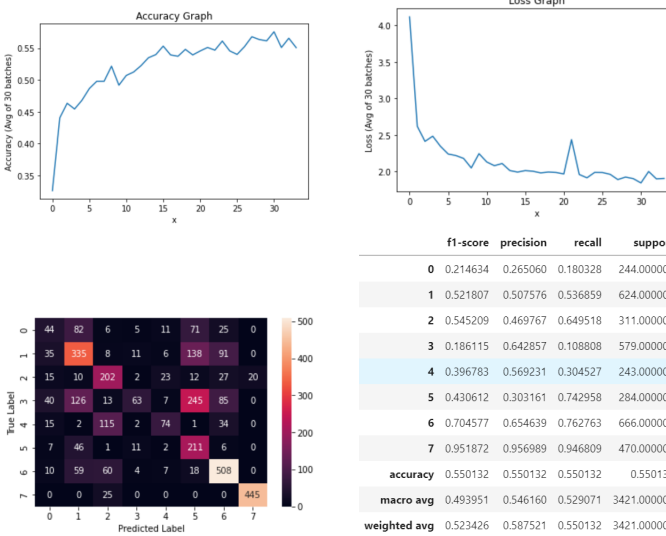 Accuracy Graph
Accuracy (Avg of 30 batches)
0.55
0.50
0.45
0.40
0.35
0 5 10 15 20 25 30
x
Loss Graph
Loss (Avg of 30 batches)
4.0
3.5
3.0
2.5
2.0
0 5 10 15 20 25 30
x
True Label
0 44 82 6 5 11 71 25 0
1 35 335 8 11 6 138 91 0
2 15 10 202 2 23 12 27 20
3 40 126 13 63 7 245 85 0
4 15 2 115 2 74 1 34 0
5 7 46 1 11 2 211 6 0
6 10 59 60 4 7 18 508 0
7 0 0 25 0 0 0 0 445
0 1 2 3 4 5 6 7
Predicted Label
500
400
300
200
100
0
f1-score precision recall suppo
0 0.214634 0.265060 0.180328 244.00000
1 0.521807 0.507576 0.536859 624.00000
2 0.545209 0.469767 0.649518 311.00000
3 0.186115 0.642857 0.108808 579.00000
4 0.396783 0.569231 0.304527 243.00000
5 0.430612 0.303161 0.742958 284.00000
6 0.704577 0.654639 0.762763 666.00000
7 0.951872 0.956989 0.946809 470.00000
accuracy 0.550132 0.550132 0.550132 0.55013
macro avg 0.493951 0.546160 0.529071 3421.00000
weighted avg 0.523426 0.587521 0.550132 3421.00000